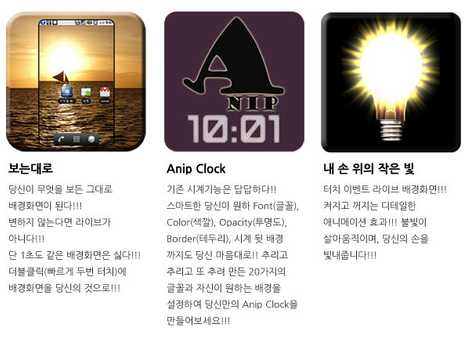 A
NIP
10:01
보는대로
당신이 무엇을 보든 그대로
배경화면이 된다!!!
변하지 않는다면 라이브가
아니다!!!
단 1초도 같은 배경화면은 싫다!!!
더블클릭(빠르게 두번 터치)에
배경화면을 당신의 것으로!!!
Anip Clock
기존 시계기능은 답답하다!!
스마트한 당신이 원하 Font(글꼴),
Color(색깔), Opacity(투명도),
Border(테두리), 시계 뒷 배경
까지도 당신 마음대로!! 추리고
추리고 또 추려 만든 20가지의
글꼴과 자신이 원하는 배경을
설정하여 당신만의 Anip Clock을
만들어보세요!!!
내 손 위의 작은 빛
터치 이벤트 라이브 배경화면!!!
켜지고 꺼지는 디테일한
애니메이션 효과!!! 불빛이
살아움직이며, 당신의 손을
빛내줍니다!!!